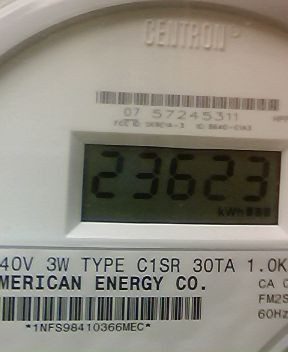 CENTRON®
07 57245311
23623
kWh 888
40V 3W TYPE C1SR 30TA 1.0K
MERICAN ENERGY CO.
CA
FM2S
60Hz
*1NFS98410366MEC*